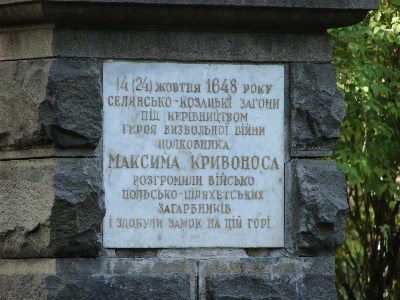 14 (24) ЖОВТНЯ 1648 РОКУ
СЕЛЯНСЬКО-КОЗАЦЬКІ ЗАГОНИ
ПІД КЕРІВНИЦТВОМ
ГЕРОЯ ВИЗВОЛЬНОЇ ВІЙНИ
ПОЛКОВНИКА
МАКСИМА КРИВОНОСА
РОЗГРОМИЛИ ВІЙСЬКО
ПОЛЬСЬКО-ШЛЯХЕТСЬКИХ
ЗАГАРБНИКІВ
І ЗДОБУЛИ ЗАМОК НА ЦІЙ ГОРІ